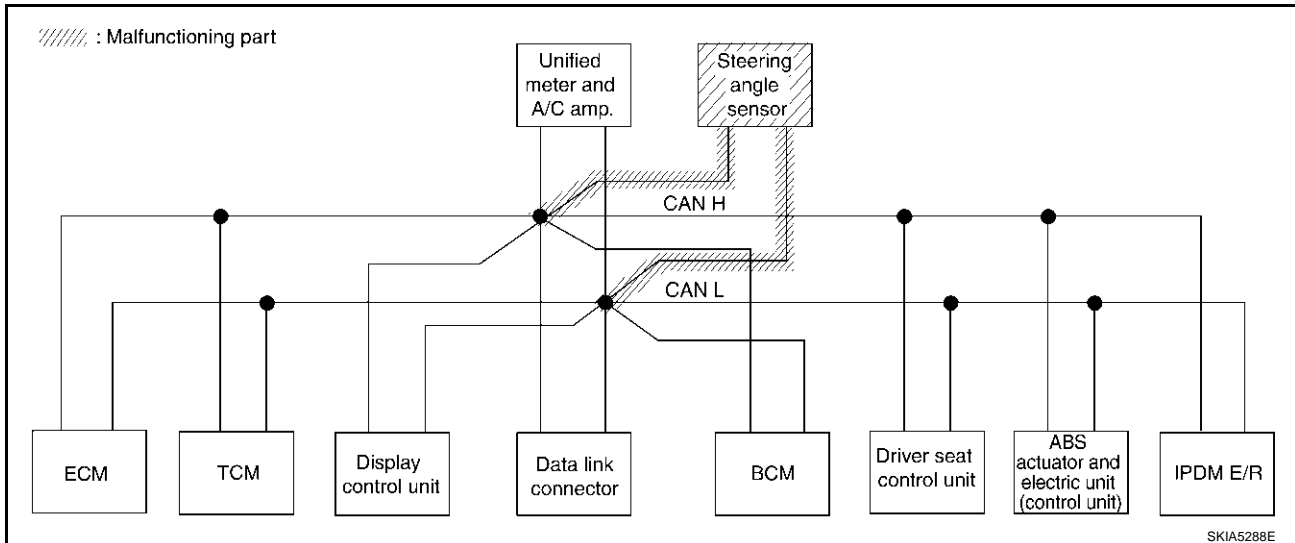 : Malfunctioning part
Unified
meter and
A/C amp.
Steering
angle
sensor
CAN H
CAN L
ECM
TCM
Display
control unit
Data link
connector
BCM
Driver seat
control unit
ABS
actuator and
electric unit
(control unit)
IPDM E/R
SKIA5288E